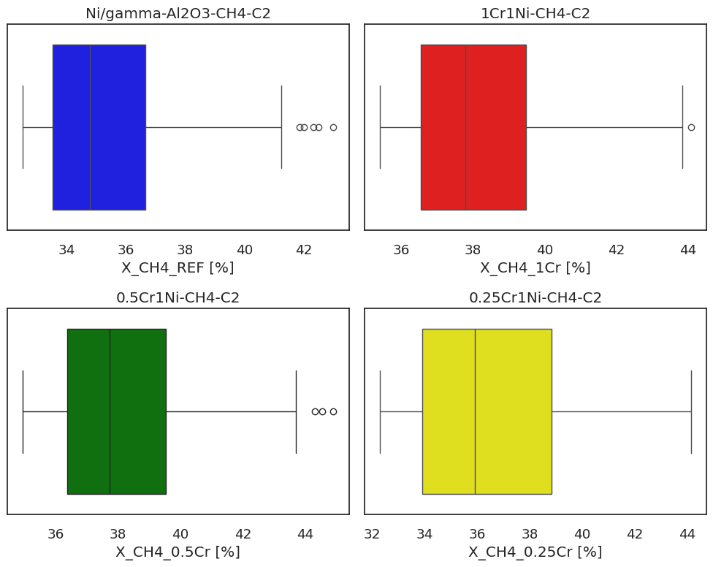 Ni/gamma-Al2O3-CH4-C2
34 36 38 40 42
X_CH4_REF [%]
1Cr1Ni-CH4-C2
36 38 40 42 44
X_CH4_1Cr [%]
0.5Cr1Ni-CH4-C2
36 38 40 42 44
X_CH4_0.5Cr [%]
0.25Cr1Ni-CH4-C2
32 34 36 38 40 42 44
X_CH4_0.25Cr [%]